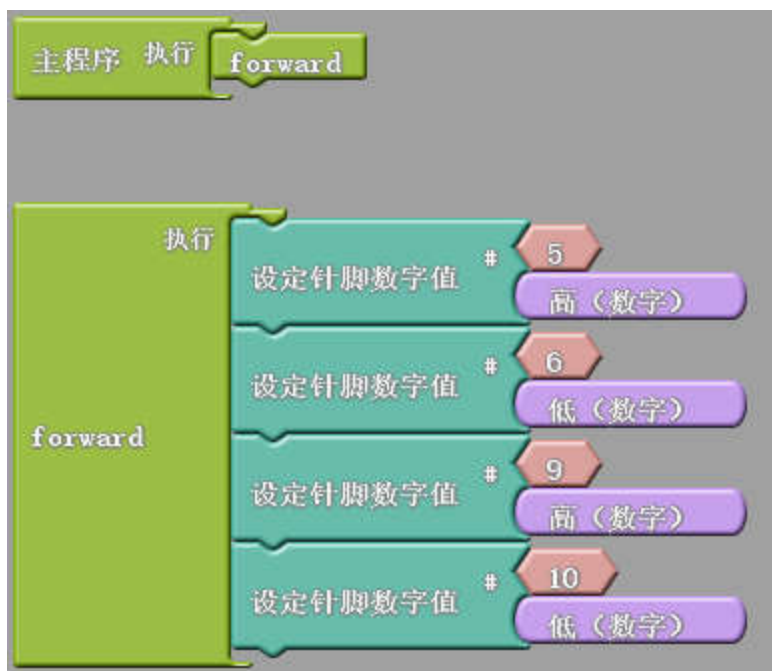 主程序 执行 forward
执行
设定针脚数字值 # 5
高（数字）
设定针脚数字值 # 6
低（数字）
forward
设定针脚数字值 # 9
高（数字）
设定针脚数字值 # 10
低（数字）